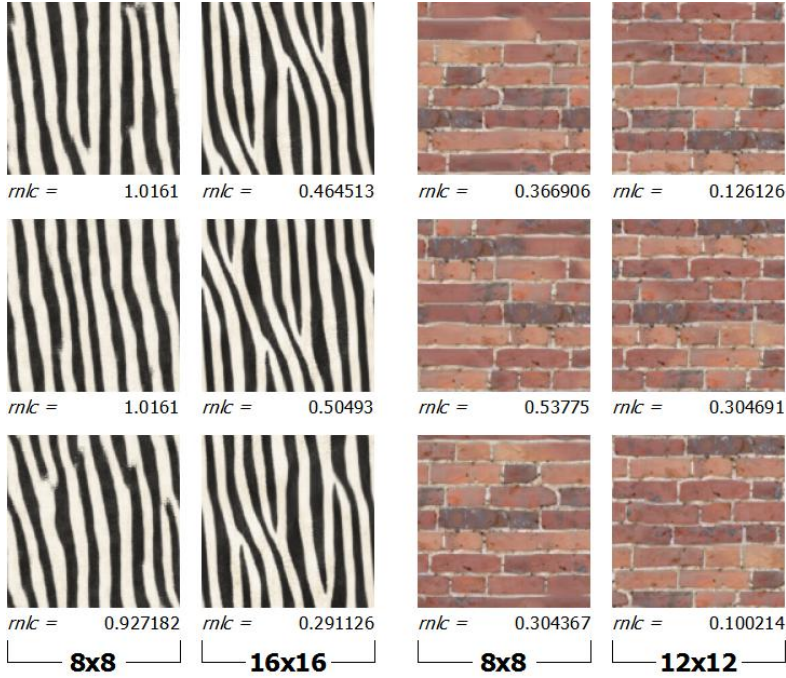 rnlc = 1.0161 rnlc = 0.464513 rnlc = 0.366906 rnlc = 0.126126
rnlc = 1.0161 rnlc = 0.50493 rnlc = 0.53775 rnlc = 0.304691
rnlc = 0.927182 rnlc = 0.291126 rnlc = 0.304367 rnlc = 0.100214
8x8 16x16 8x8 12x12